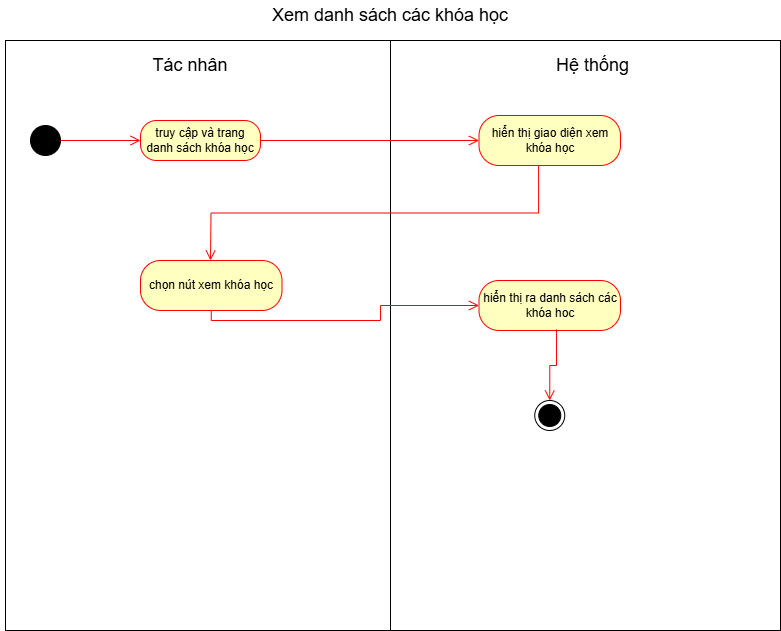 Xem danh sách các khóa học
Tác nhân
Hệ thống
truy cập và trang
danh sách khóa học
hiển thị giao diện xem
khóa học
chọn nút xem khóa học
hiển thị ra danh sách các
khóa hoc